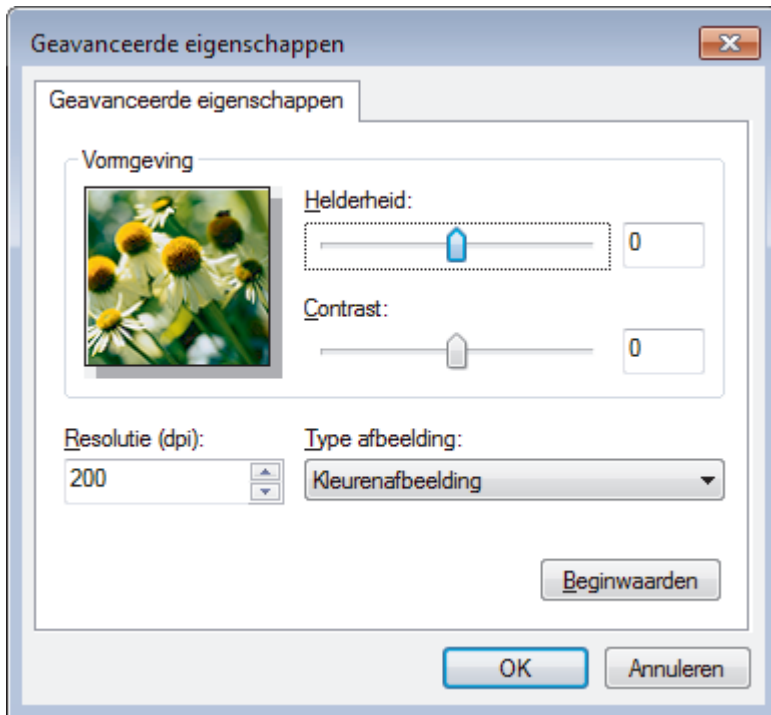 Geavanceerde eigenschappen
Geavanceerde eigenschappen
Vormgeving
Helderheid:
0
Contrast:
0
Resolutie (dpi):
Type afbeelding:
200
Kleurenafbeelding
Beginwaarden
OK
Annuleren